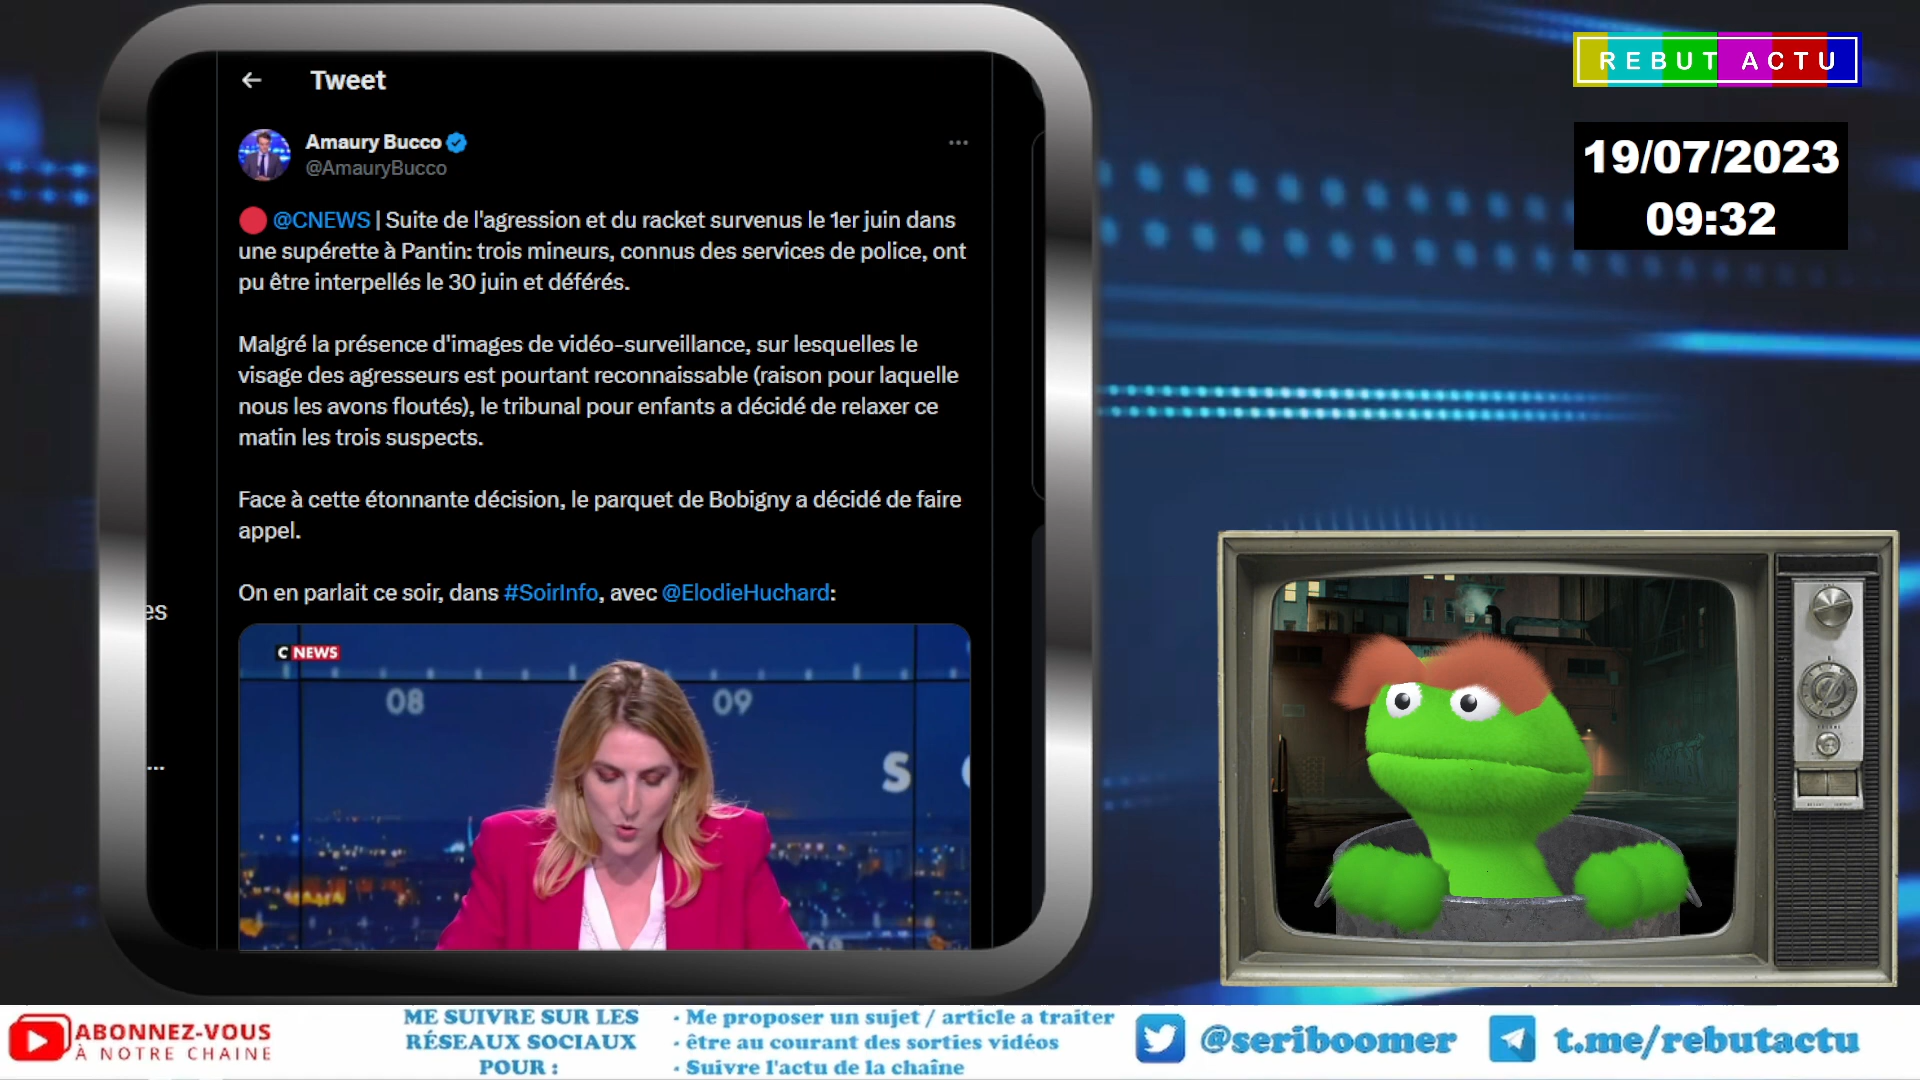 Tweet
Amaury Bucco
@AmauryBucco
@CNEWS | Suite de l'agression et du racket survenus le 1er juin dans
une supérette à Pantin: trois mineurs, connus des services de police, ont
pu être interpellés le 30 juin et déférés.
Malgré la présence d'images de vidéo-surveillance, sur lesquelles le
visage des agresseurs est pourtant reconnaissable (raison pour laquelle
nous les avons floutés), le tribunal pour enfants a décidé de relaxer ce
matin les trois suspects.
Face à cette étonnante décision, le parquet de Bobigny a décidé de faire
appel.
On en parlait ce soir, dans #SoirInfo, avec @ElodieHuchard:
es
...
C NEWS
08
09
S
REBUT ACTU
19/07/2023
09:32
ABONNEZ-VOUS
À NOTRE CHAINE
ME SUIVRE SUR LES
RÉSEAUX SOCIAUX
POUR :
- Me proposer un sujet / article a traiter
- être au courant des sorties vidéos
- Suivre l'actu de la chaîne
@seriboomer
t.me/rebutactu